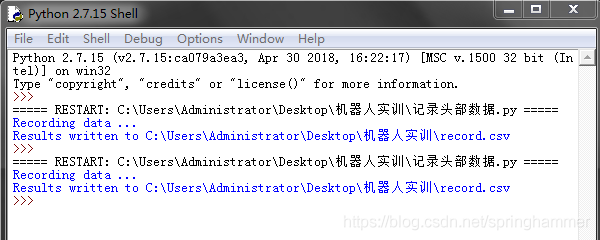 Python 2.7.15 Shell
File Edit Shell Debug Options Window Help
Python 2.7.15 (v2.7.15:ca079a3ea3, Apr 30 2018, 16:22:17) [MSC v.1500 32 bit (In
tel)] on win32
Type "copyright", "credits" or "license()" for more information.
>>>
===== RESTART: C:\Users\Administrator\Desktop\机器人实训\记录头部数据.py =====
Recording data ...
Results written to C:\Users\Administrator\Desktop\机器人实训\record.csv
>>>
===== RESTART: C:\Users\Administrator\Desktop\机器人实训\记录头部数据.py =====
Recording data ...
Results written to C:\Users\Administrator\Desktop\机器人实训\record.csv
>>>
https://blog.csdn.net/springhammer